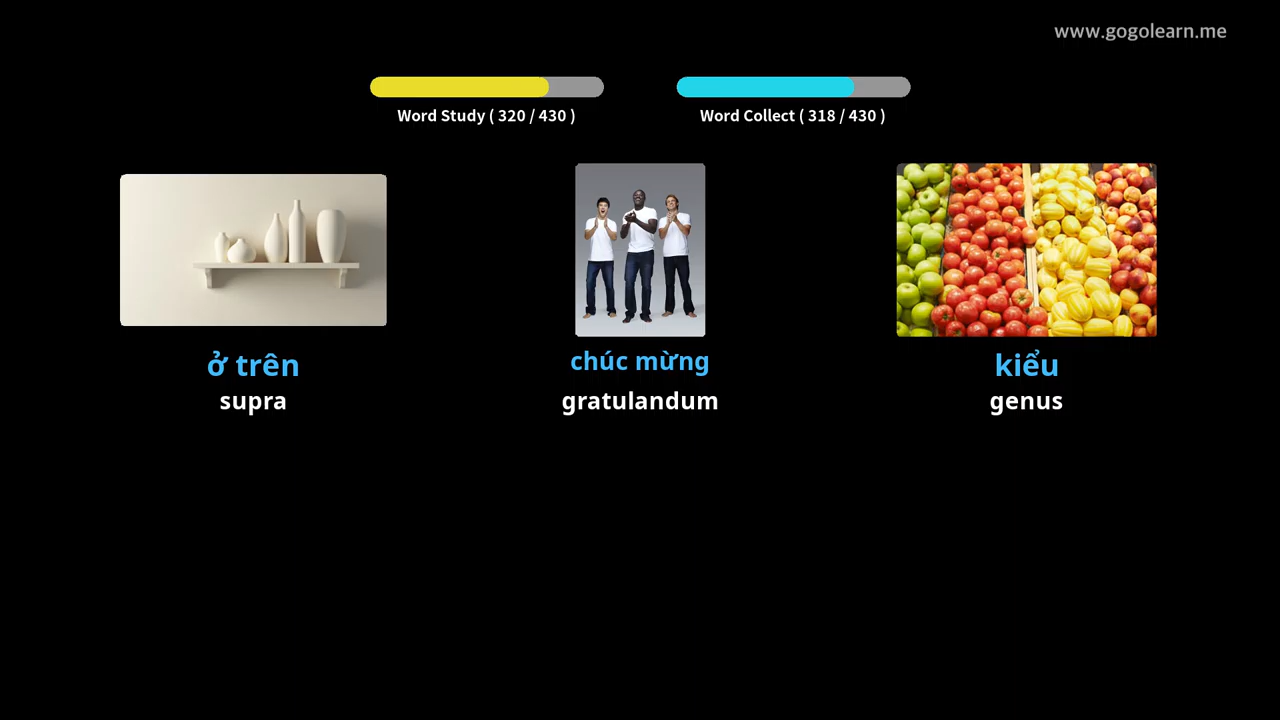 www.gogolearn.me
Word Study ( 320 / 430 )
Word Collect ( 318 / 430 )
ở trên
supra
chúc mừng
gratulandum
kiểu
genus